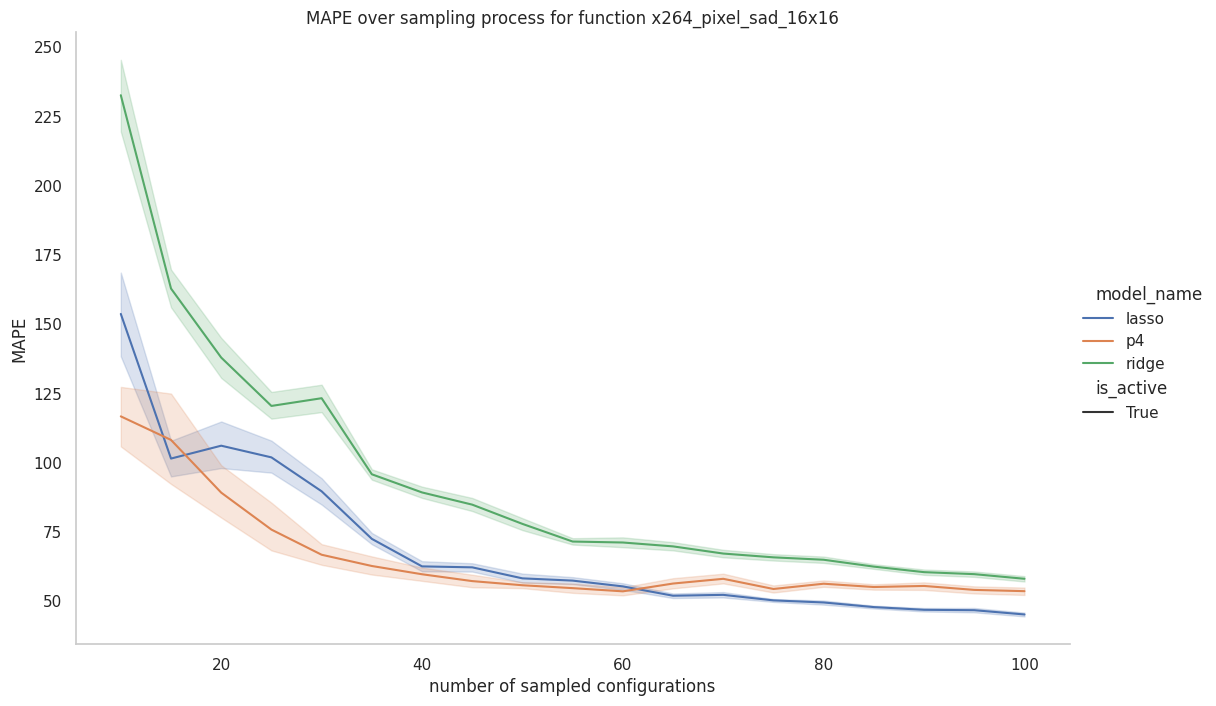 MAPE over sampling process for function x264_pixel_sad_16x16
250
225
200
175
150
125
100
75
50
MAPE
20
40
60
80
100
number of sampled configurations
model_name
lasso
p4
ridge
is_active
True